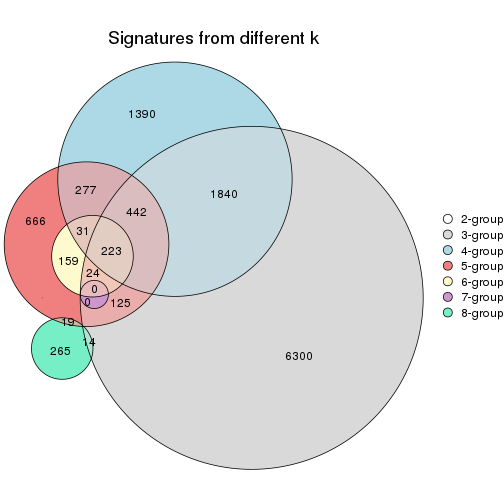 Signatures from different k
1390
1840
277
442
666
31
223
159
24
0
0
125
19
14
265
6300
2-group
3-group
4-group
5-group
6-group
7-group
8-group